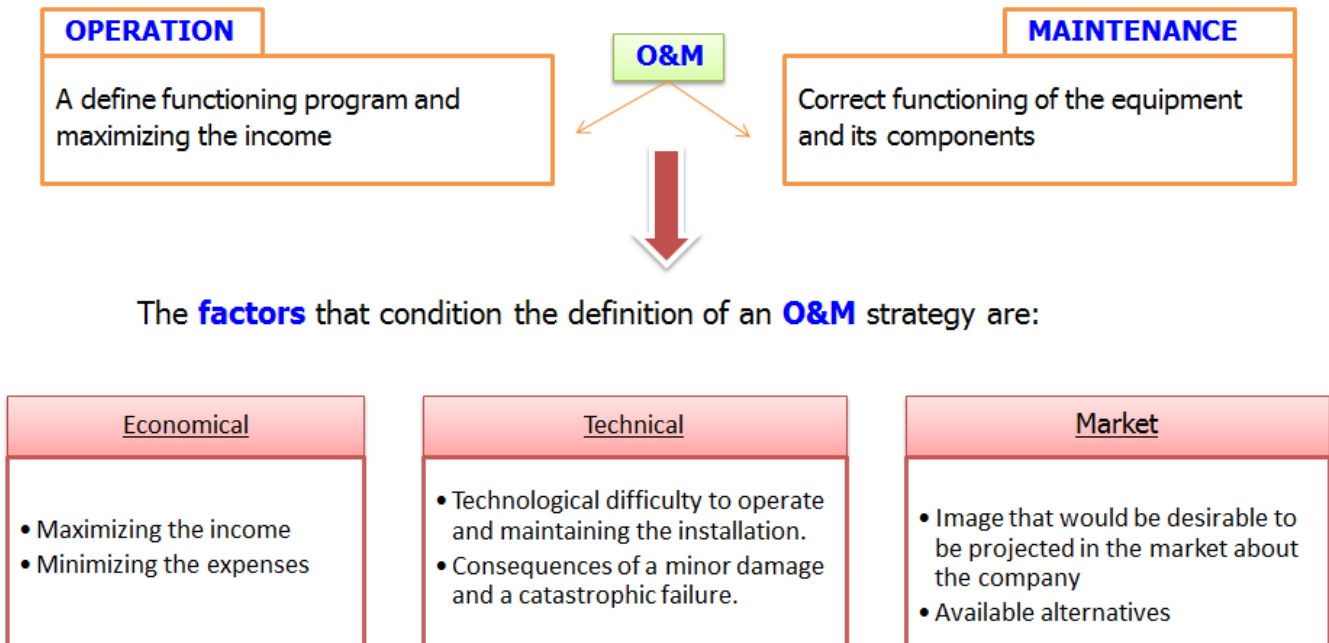 OPERATION
A define functioning program and
maximizing the income
O&M
MAINTENANCE
Correct functioning of the equipment
and its components
The factors that condition the definition of an O&M strategy are:
Economical
• Maximizing the income
• Minimizing the expenses
Technical
• Technological difficulty to operate
and maintaining the installation.
• Consequences of a minor damage
and a catastrophic failure.
Market
• Image that would be desirable to
be projected in the market about
the company
• Available alternatives